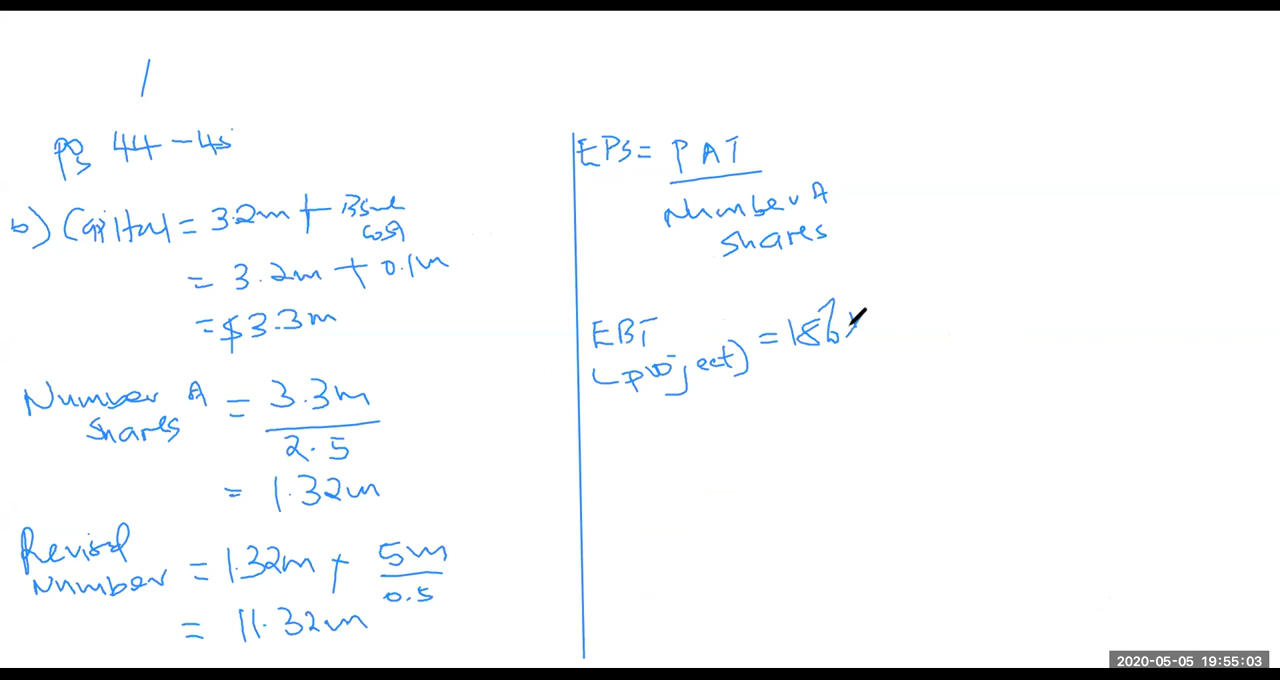 pg 44-45
b) Capital = 3.2m + Issue
cost
= 3.2m + 0.1m
= $3.3m
Number of = 3.3m
shares
2.5
= 1.32m
Revised
Number = 1.32m + 5m
0.5
= 11.32m
EPS = PAT
Number of
shares
EBT
(project) = 18%
2020-05-05 19:55:03